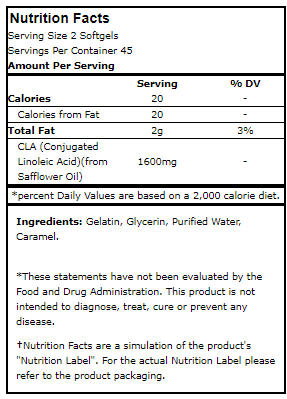 Nutrition Facts
Serving Size 2 Softgels
Servings Per Container 45
Amount Per Serving
Serving % DV
Calories 20 -
Calories from Fat 20 -
Total Fat 2g 3%
CLA (Conjugated
Linoleic Acid)(from 1600mg -
Safflower Oil)
*percent Daily Values are based on a 2,000 calorie diet.
Ingredients: Gelatin, Glycerin, Purified Water,
Caramel.
*These statements have not been evaluated by the
Food and Drug Administration. This product is not
intended to diagnose, treat, cure or prevent any
disease.
†Nutrition Facts are a simulation of the product's
"Nutrition Label". For the actual Nutrition Label please
refer to the product packaging.